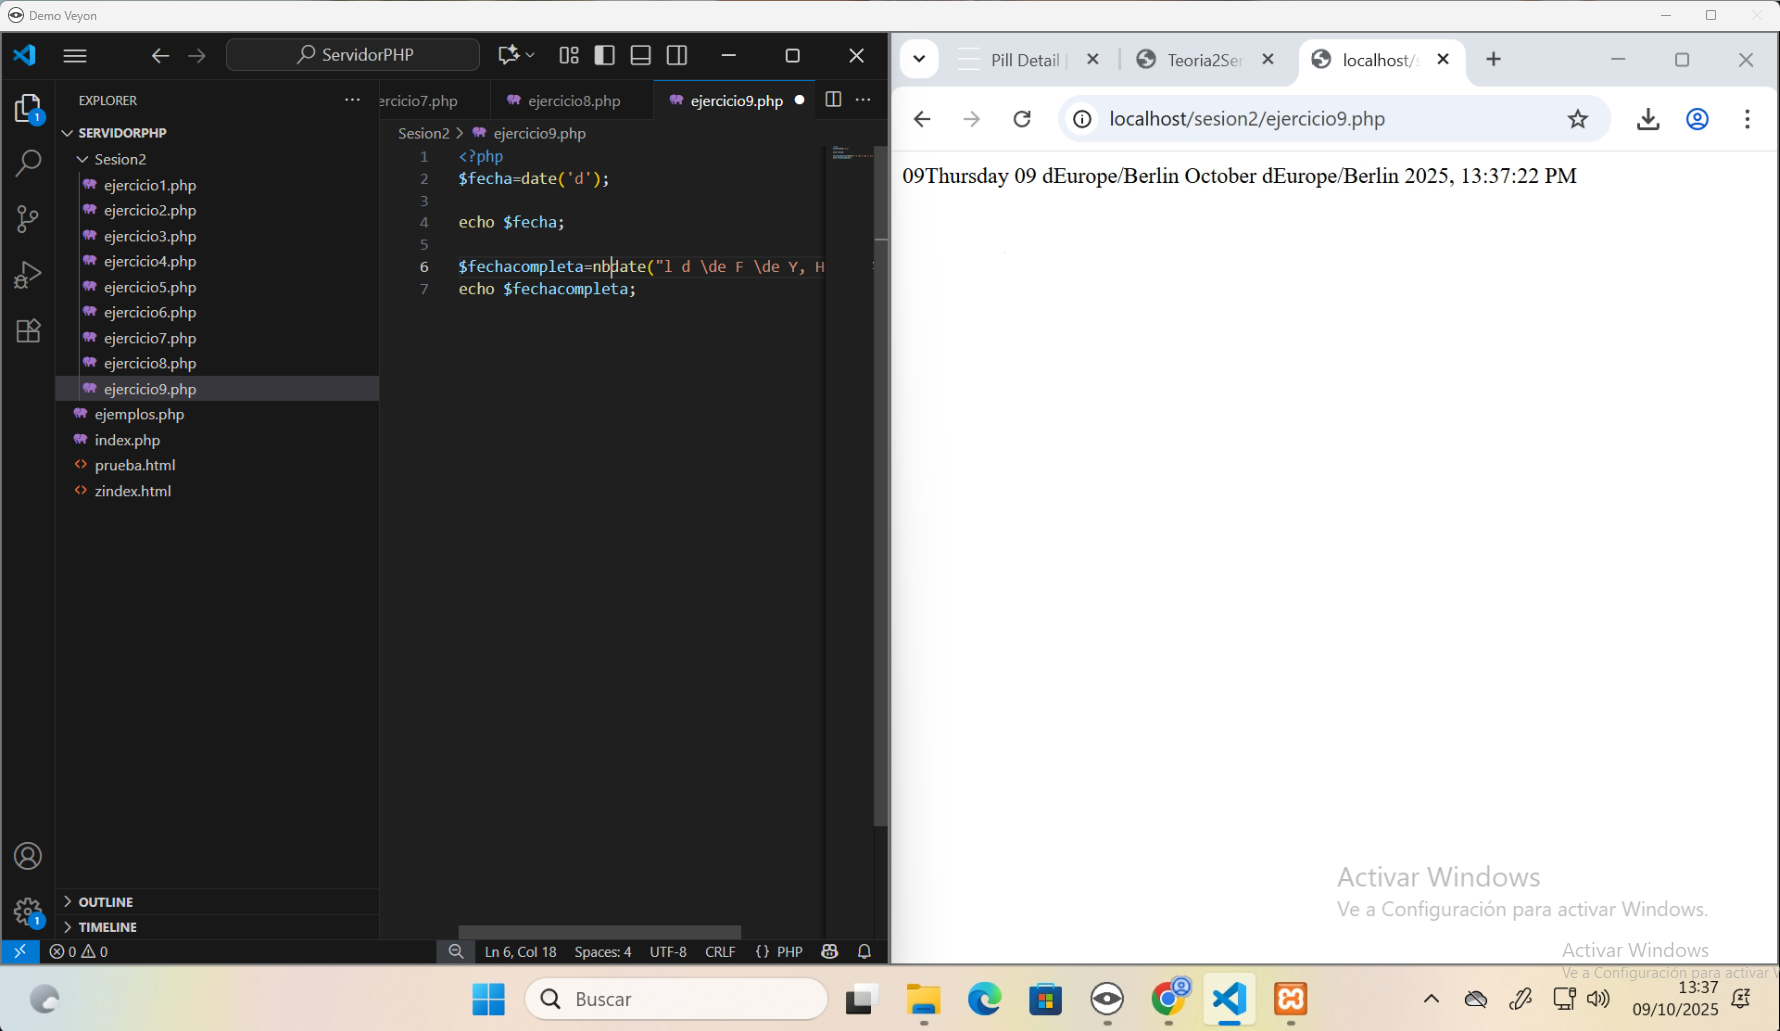 Demo Veyon
ServidorPHP
EXPLORER
SERVIDORPHP
Sesion2
ejercicio1.php
ejercicio2.php
ejercicio3.php
ejercicio4.php
ejercicio5.php
ejercicio6.php
ejercicio7.php
ejercicio8.php
ejercicio9.php
ejemplos.php
index.php
prueba.html
zindex.html
OUTLINE
TIMELINE
ercicio7.php ejercicio8.php ejercicio9.php
Sesion2 > ejercicio9.php
1 <?php
2 $fecha=date('d');
3
4 echo $fecha;
5
6 $fechacompleta=nbdate("l d \de F \de Y, H
7 echo $fechacompleta;
0 0 Ln 6, Col 18 Spaces: 4 UTF-8 CRLF {} PHP
Pill Detail Teoria2Ser localhost/s
localhost/sesion2/ejercicio9.php
09Thursday 09 dEurope/Berlin October dEurope/Berlin 2025, 13:37:22 PM
Activar Windows
Ve a Configuración para activar Windows.
Activar Windows
Ve a Configuración para activar
Buscar
13:37
09/10/2025